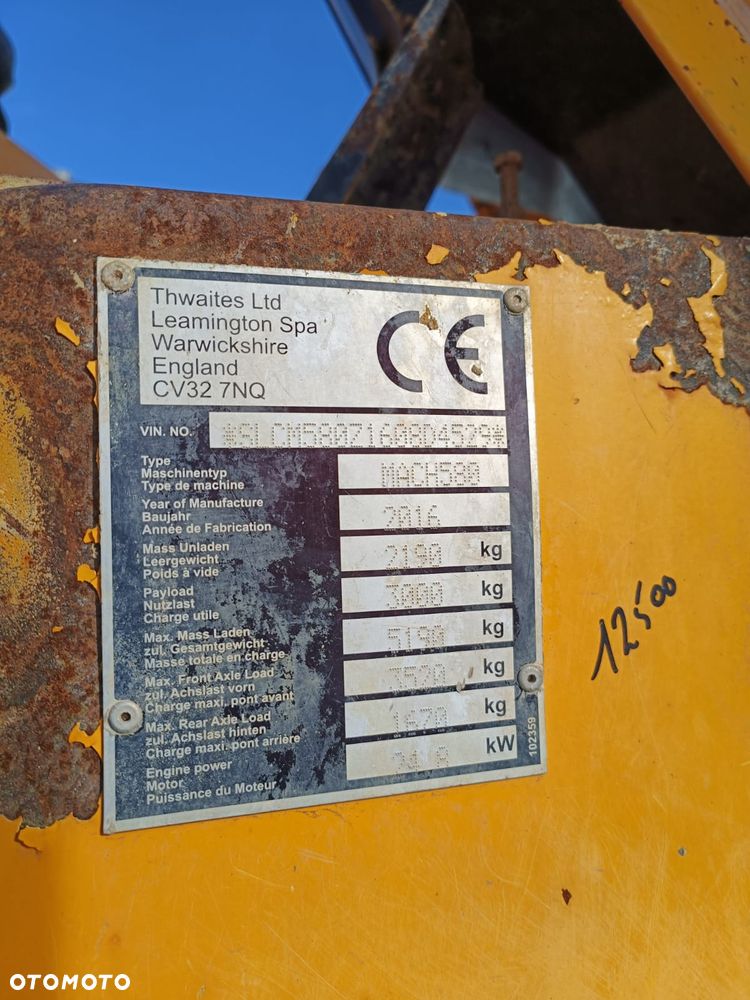 Thwaites Ltd
Leamington Spa
Warwickshire
England
CV32 7NQ
CE
VIN. NO.
Type
Maschinentyp
Type de machine
MACH580
Year of Manufacture
Baujahr
Année de Fabrication
2016
Mass Unladen
Leergewicht
Poids à vide
2190 kg
Payload
Nutzlast
Charge utile
3000 kg
Max. Mass Laden
zul. Gesamtgewicht
Masse totale en charge
5190 kg
Max. Front Axle Load
zul. Achslast vorn
Charge maxi. pont avant
3520 kg
Max. Rear Axle Load
zul. Achslast hinten
Charge maxi. pont arrière
1670 kg
Engine power
Motor
Puissance du Moteur
kW
102359
12500
OTOMOTO